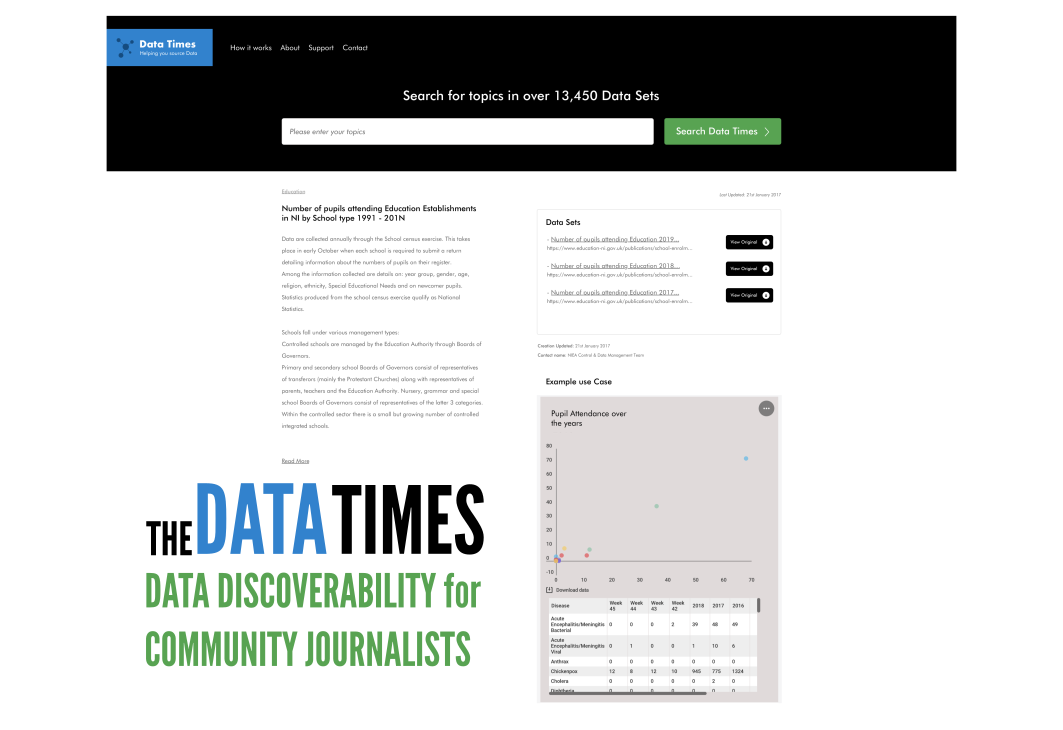 Data Times
Helping you source Data
How it works About Support Contact
Search for topics in over 13,450 Data Sets
Please enter your topics
Search Data Times
Education
Number of pupils attending Education Establishments
in NI by School type 1991 - 201N
Data are collected annually through the School census exercise. This takes
place in early October when each school is required to submit a return
detailing information about the numbers of pupils on their register.
Among the information collected are details on: year group, gender, age,
religion, ethnicity, Special Educational Needs and on newcomer pupils.
Statistics produced from the school census exercise qualify as National
Statistics.
Schools fall under various management types:
Controlled schools are managed by the Education Authority through Boards of
Governors.
Primary and secondary school Boards of Governors consist of representatives
of transferors (mainly the Protestant Churches) along with representatives of
parents, teachers and the Education Authority. Nursery, grammar and special
school Boards of Governors consist of representatives of the latter 3 categories.
Within the controlled sector there is a small but growing number of controlled
integrated schools.
Read More
THE DATA TIMES
DATA DISCOVERABILITY for
COMMUNITY JOURNALISTS
Last Updated: 21st January 2017
Data Sets
- Number of pupils attending Education 2019...
https://www.education-ni.gov.uk/publications/school-enrolm...
View Original
- Number of pupils attending Education 2018...
https://www.education-ni.gov.uk/publications/school-enrolm...
View Original
- Number of pupils attending Education 2017...
https://www.education-ni.gov.uk/publications/school-enrolm...
View Original
Creation Updated: 21st January 2017
Contact name: NIEA Control & Data Management Team
Example use Case
Pupil Attendance over
the years
80
70
60
50
40
30
20
10
0
-10
0 10 20 30 40 50 60 70
Download data
Disease Week 45 Week 44 Week 43 Week 42 2018 2017 2016
Acute Encephalitis/Meningitis Bacterial 0 0 0 2 39 48 49
Acute Encephalitis/Meningitis Viral 0 1 0 0 1 10 6
Anthrax 0 0 0 0 0 0 0
Chickenpox 12 8 12 10 945 775 1324
Cholera 0 0 0 0 0 2 0
Diphtheria 0 0 0 0 0 0 0